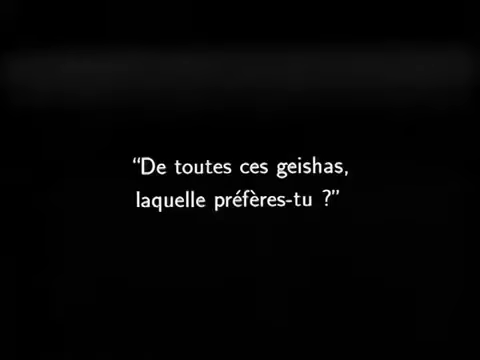 “De toutes ces geishas,
laquelle préfères-tu ?”